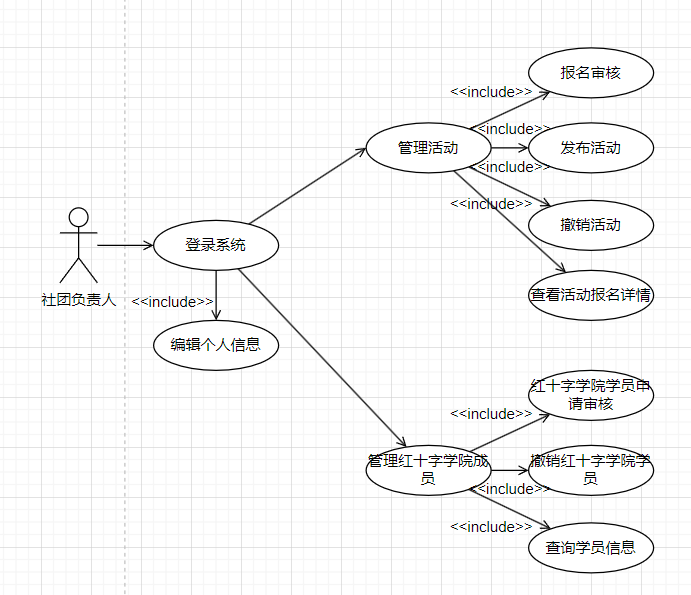 报名审核
<<include>>
<<include>>
管理活动
发布活动
<<include>>
<<include>>
撤销活动
登录系统
社团负责人
<<include>>
查看活动报名详情
编辑个人信息
红十字学院学员申
请审核
<<include>>
管理红十字学院成
员
撤销红十字学院学
员
<<include>>
<<include>>
查询学员信息